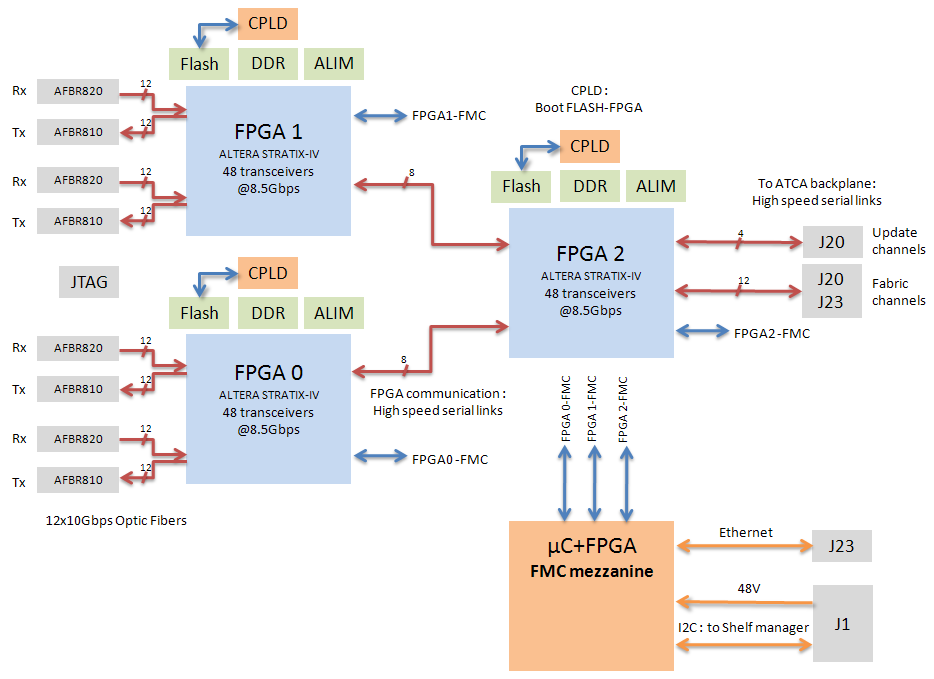 CPLD
Flash
DDR
ALIM
Rx
AFBR820
12
Tx
AFBR810
12
Rx
AFBR820
12
Tx
AFBR810
12
FPGA 1
ALTERA STRATIX-IV
48 transceivers
@8.5Gbps
FPGA1-FMC
8
JTAG
CPLD
Flash
DDR
ALIM
Rx
AFBR820
12
Tx
AFBR810
12
Rx
AFBR820
12
Tx
AFBR810
12
12x10Gbps Optic Fibers
FPGA 0
ALTERA STRATIX-IV
48 transceivers
@8.5Gbps
8
FPGA communication :
High speed serial links
FPGA0-FMC
CPLD :
Boot FLASH-FPGA
CPLD
Flash
DDR
ALIM
FPGA 2
ALTERA STRATIX-IV
48 transceivers
@8.5Gbps
To ATCA backplane:
High speed serial links
4
J20
Update
channels
12
J20
J23
Fabric
channels
FPGA2-FMC
FPGA 0-FMC
FPGA 1-FMC
FPGA 2-FMC
µC+FPGA
FMC mezzanine
Ethernet
J23
48V
I2C : to Shelf manager
J1